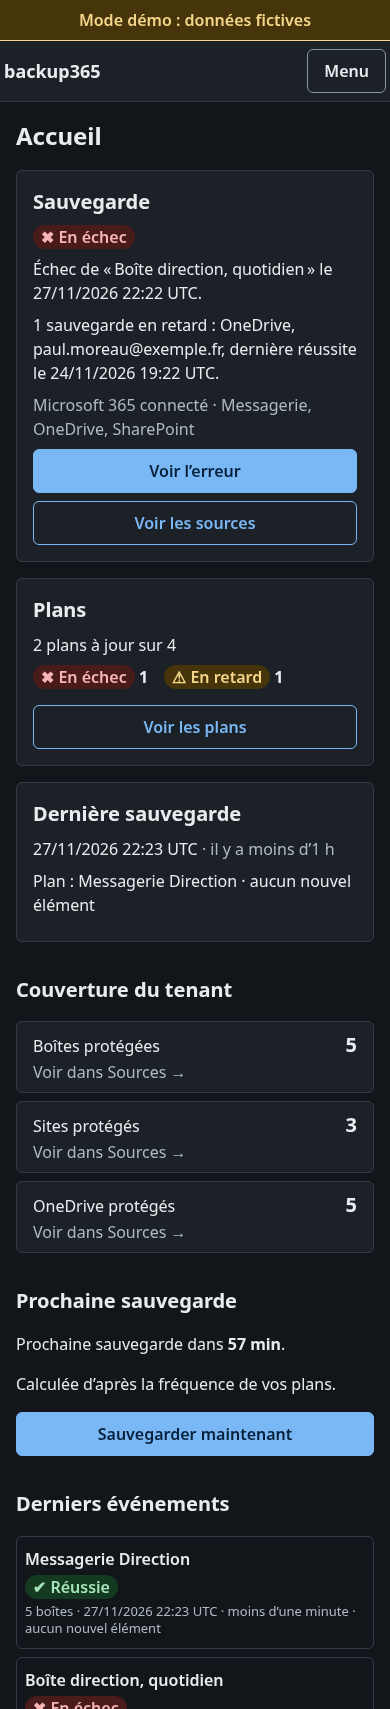 Mode démo : données fictives
backup365
Menu
Accueil
Sauvegarde
✖ En échec
Échec de « Boîte direction, quotidien » le
27/11/2026 22:22 UTC.
1 sauvegarde en retard : OneDrive,
paul.moreau@exemple.fr, dernière réussite
le 24/11/2026 19:22 UTC.
Microsoft 365 connecté · Messagerie,
OneDrive, SharePoint
Voir l’erreur
Voir les sources
Plans
2 plans à jour sur 4
✖ En échec 1 ⚠ En retard 1
Voir les plans
Dernière sauvegarde
27/11/2026 22:23 UTC · il y a moins d’1 h
Plan : Messagerie Direction · aucun nouvel
élément
Couverture du tenant
Boîtes protégées 5
Voir dans Sources →
Sites protégés 3
Voir dans Sources →
OneDrive protégés 5
Voir dans Sources →
Prochaine sauvegarde
Prochaine sauvegarde dans 57 min.
Calculée d’après la fréquence de vos plans.
Sauvegarder maintenant
Derniers événements
Messagerie Direction
✔ Réussie
5 boîtes · 27/11/2026 22:23 UTC · moins d’une minute ·
aucun nouvel élément
Boîte direction, quotidien
✖ En échec